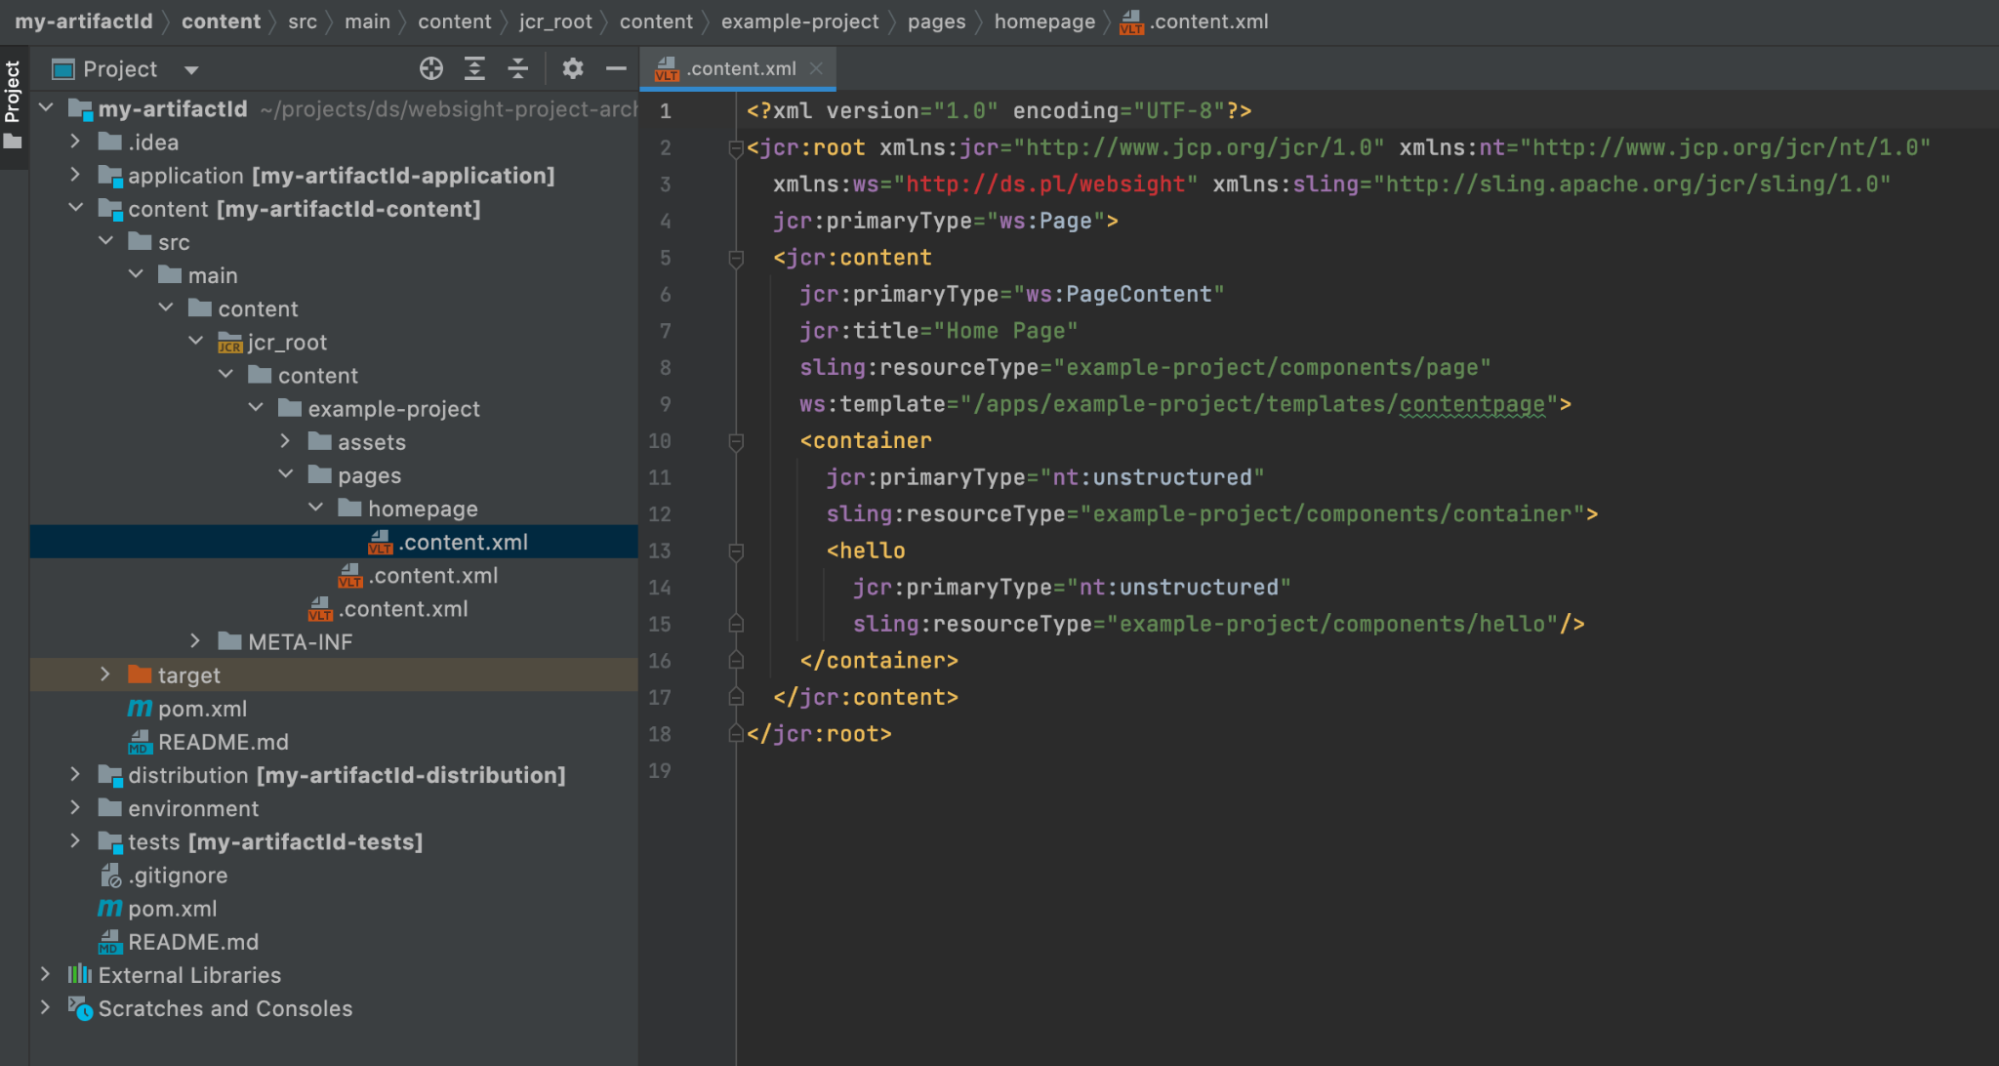 my-artifactId content src main content jcr_root content example-project pages homepage .content.xml
Project
Project
my-artifactId ~/projects/ds/websight-project-arch
.idea
application [my-artifactId-application]
content [my-artifactId-content]
src
main
content
JCR jcr_root
content
example-project
assets
pages
homepage
VLT .content.xml
VLT .content.xml
VLT .content.xml
META-INF
target
m pom.xml
MD README.md
distribution [my-artifactId-distribution]
environment
tests [my-artifactId-tests]
.gitignore
m pom.xml
MD README.md
External Libraries
Scratches and Consoles
VLT .content.xml
1 <?xml version="1.0" encoding="UTF-8"?>
2 <jcr:root xmlns:jcr="http://www.jcp.org/jcr/1.0" xmlns:nt="http://www.jcp.org/jcr/nt/1.0"
3 xmlns:ws="http://ds.pl/websight" xmlns:sling="http://sling.apache.org/jcr/sling/1.0"
4 jcr:primaryType="ws:Page">
5 <jcr:content
6 jcr:primaryType="ws:PageContent"
7 jcr:title="Home Page"
8 sling:resourceType="example-project/components/page"
9 ws:template="/apps/example-project/templates/contentpage">
10 <container
11 jcr:primaryType="nt:unstructured"
12 sling:resourceType="example-project/components/container">
13 <hello
14 jcr:primaryType="nt:unstructured"
15 sling:resourceType="example-project/components/hello"/>
16 </container>
17 </jcr:content>
18 </jcr:root>
19